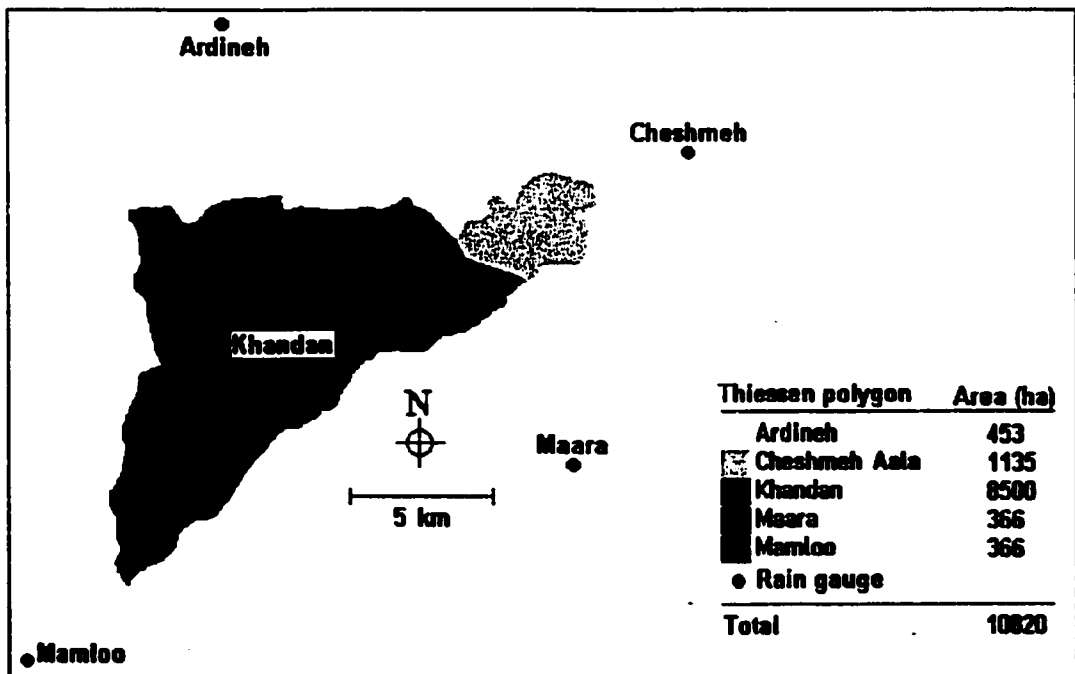 Ardineh
Cheshmeh
Khandan
N
Maara
5 km
Thiessen polygon Area (ha)
Ardineh 453
Cheshmeh Aala 1135
Khandan 8500
Maara 366
Mamloo 366
Rain gauge
Total 10820
Mamloo